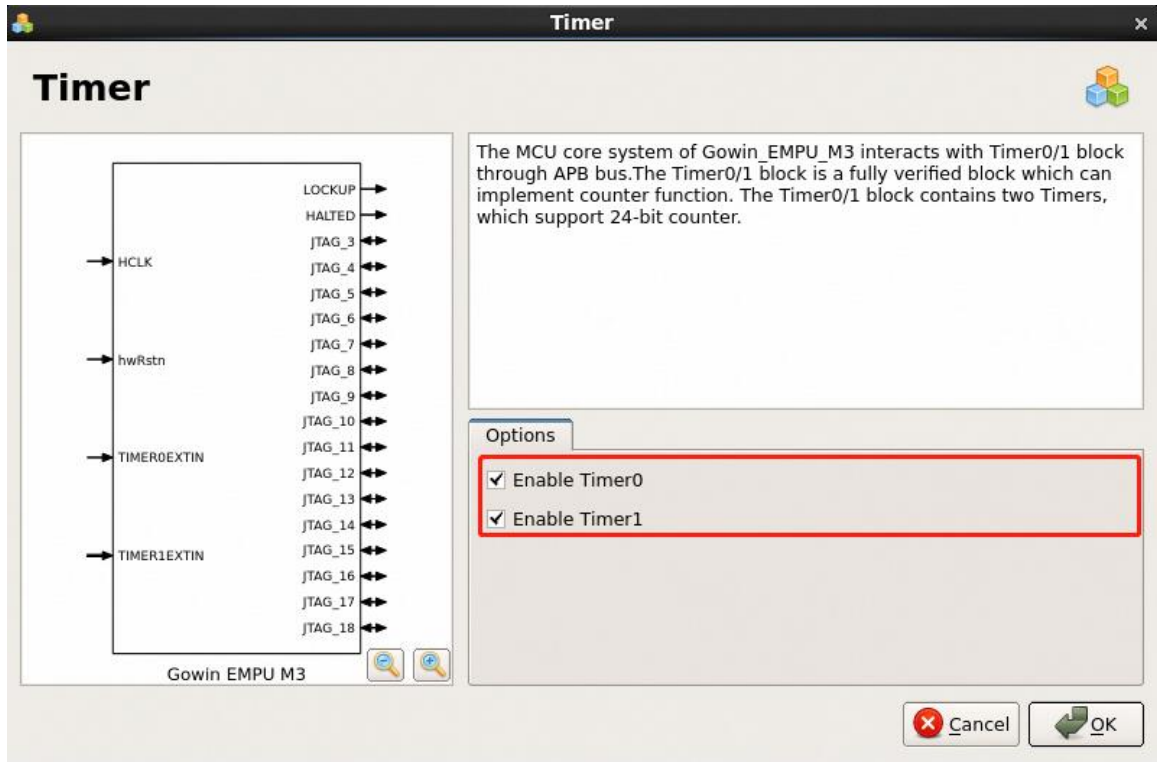 Timer
Timer
LOCKUP
HALTED
JTAG_3
HCLK
JTAG_4
JTAG_5
JTAG_6
JTAG_7
hwRstn
JTAG_8
JTAG_9
JTAG_10
JTAG_11
TIMER0EXTIN
JTAG_12
JTAG_13
JTAG_14
JTAG_15
TIMER1EXTIN
JTAG_16
JTAG_17
JTAG_18
Gowin EMPU M3
The MCU core system of Gowin_EMPU_M3 interacts with Timer0/1 block
through APB bus.The Timer0/1 block is a fully verified block which can
implement counter function. The Timer0/1 block contains two Timers,
which support 24-bit counter.
Options
Enable Timer0
Enable Timer1
Cancel
OK